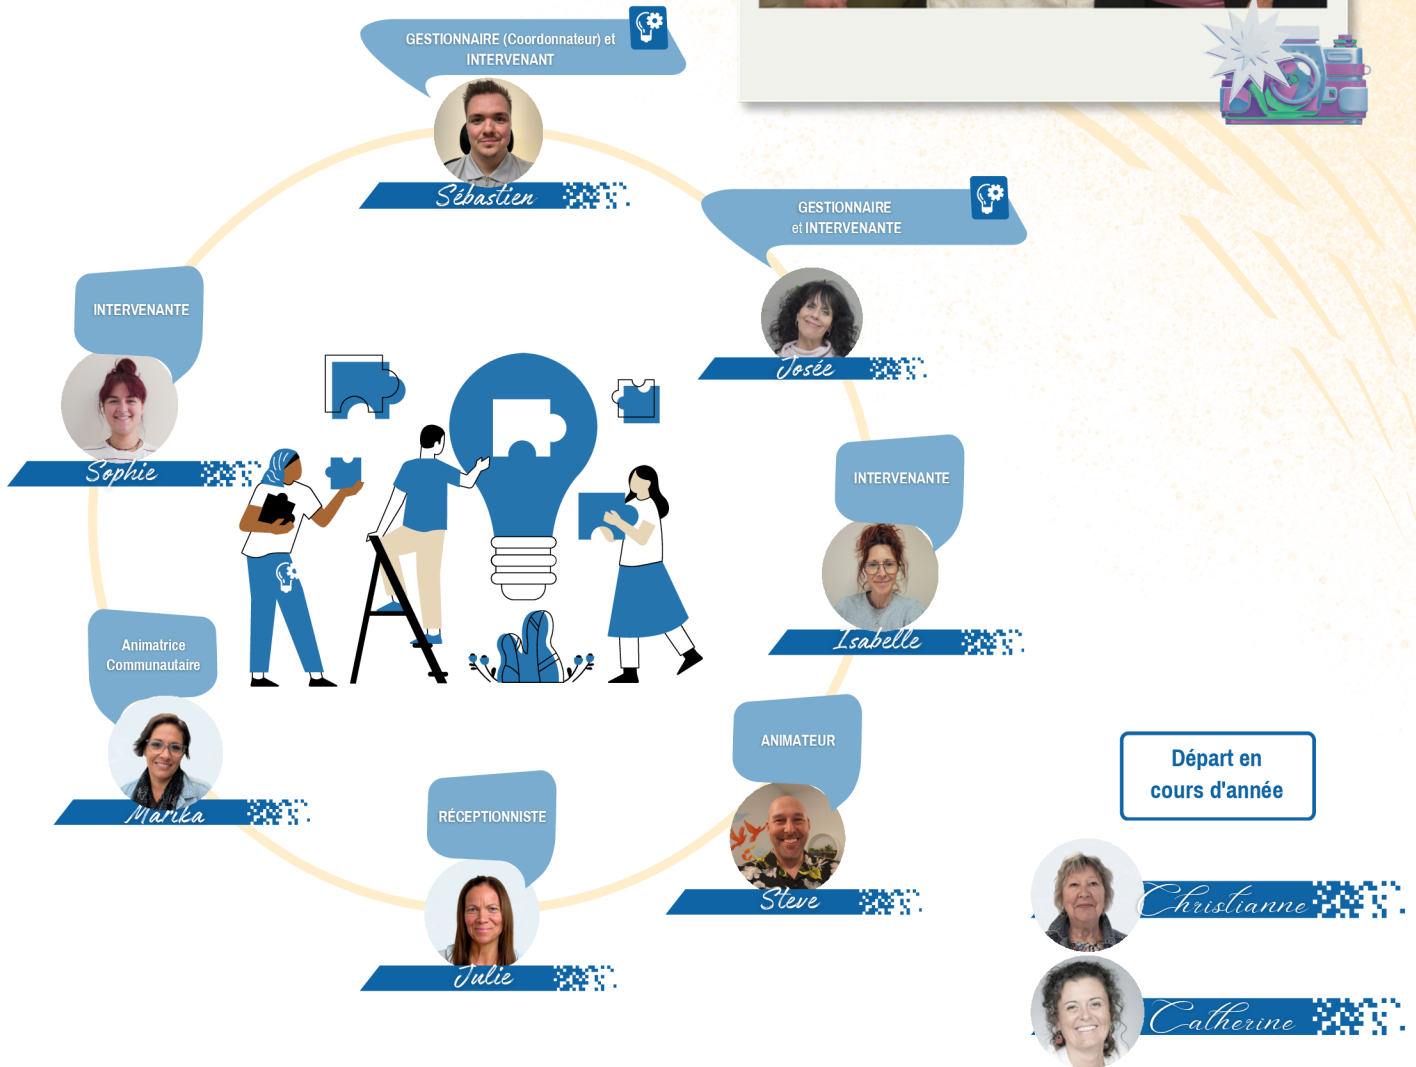 GESTIONNAIRE (Coordonnateur) et
INTERVENANT
Sébastien
GESTIONNAIRE
et INTERVENANTE
Josée
INTERVENANTE
Sophie
INTERVENANTE
Isabelle
Animatrice
Communautaire
Marika
ANIMATEUR
Steve
RÉCEPTIONNISTE
Julie
Départ en
cours d'année
Christianne
Catherine